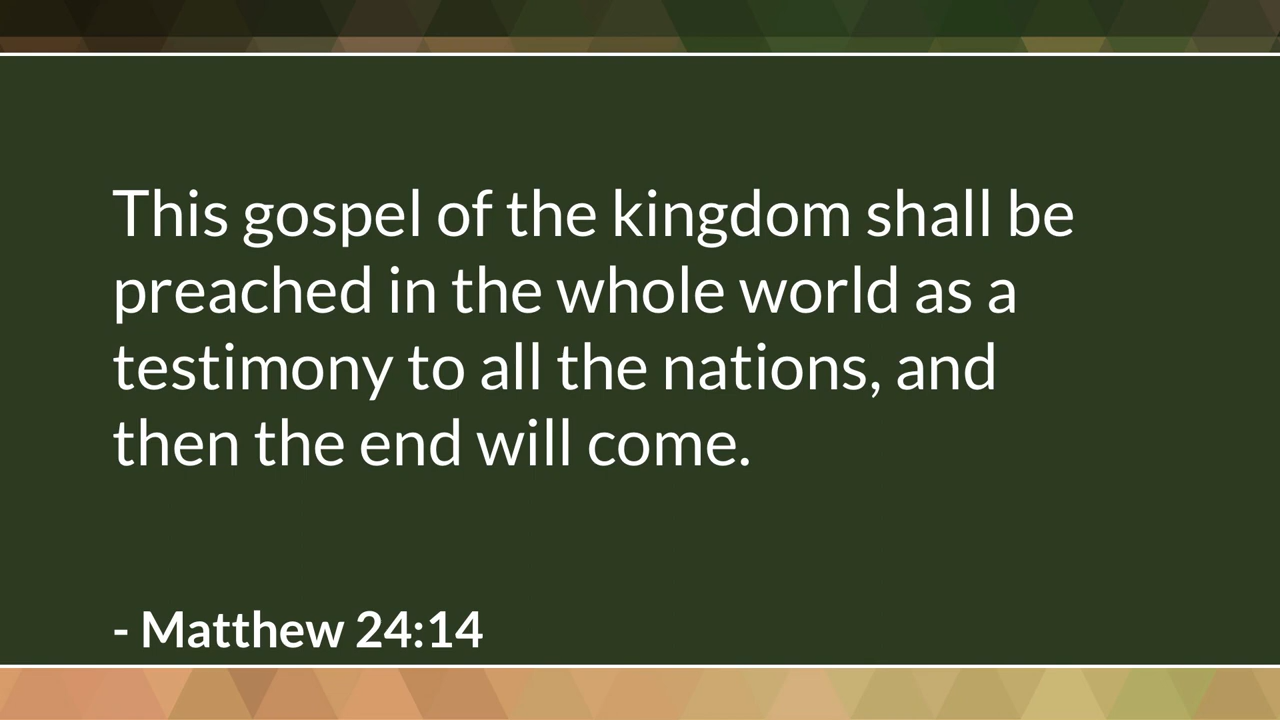 This gospel of the kingdom shall be
preached in the whole world as a
testimony to all the nations, and
then the end will come.
- Matthew 24:14